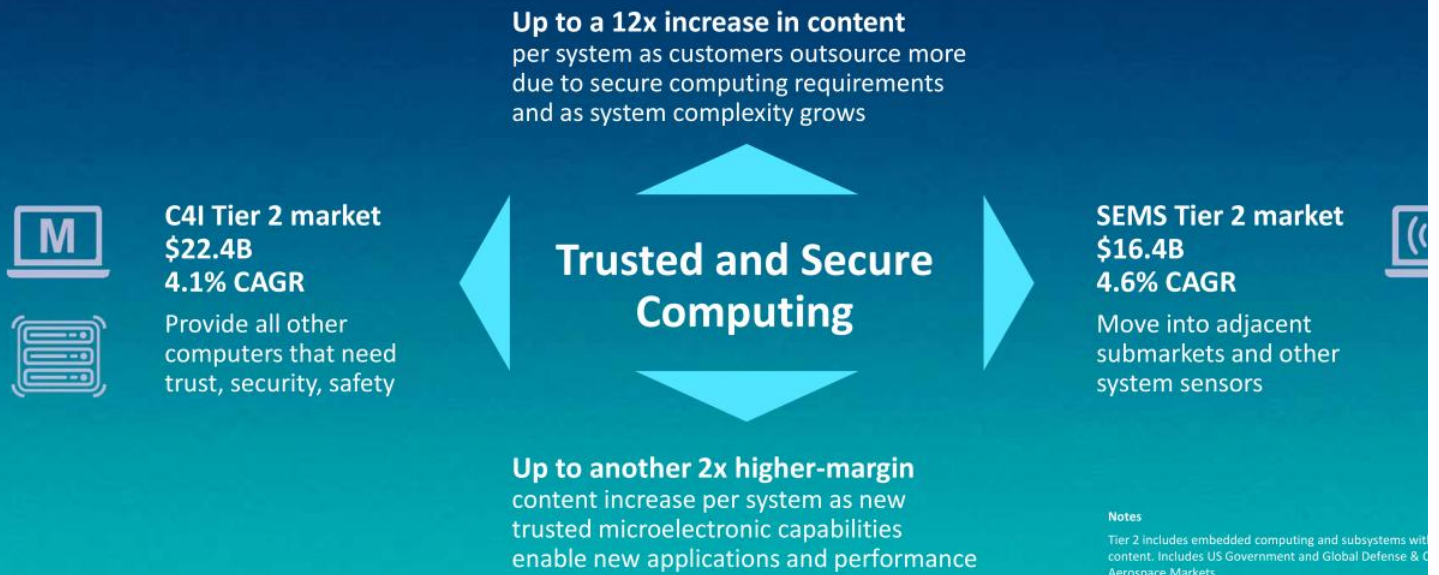 Up to a 12x increase in content
per system as customers outsource more
due to secure computing requirements
and as system complexity grows
M
C4I Tier 2 market
$22.4B
4.1% CAGR
Provide all other
computers that need
trust, security, safety
Trusted and Secure
Computing
SEMS Tier 2 market
$16.4B
4.6% CAGR
Move into adjacent
submarkets and other
system sensors
Up to another 2x higher-margin
content increase per system as new
trusted microelectronic capabilities
enable new applications and performance
Notes
Tier 2 includes embedded computing and subsystems
content. Includes US Government and Global Defense &
Aerospace Markets